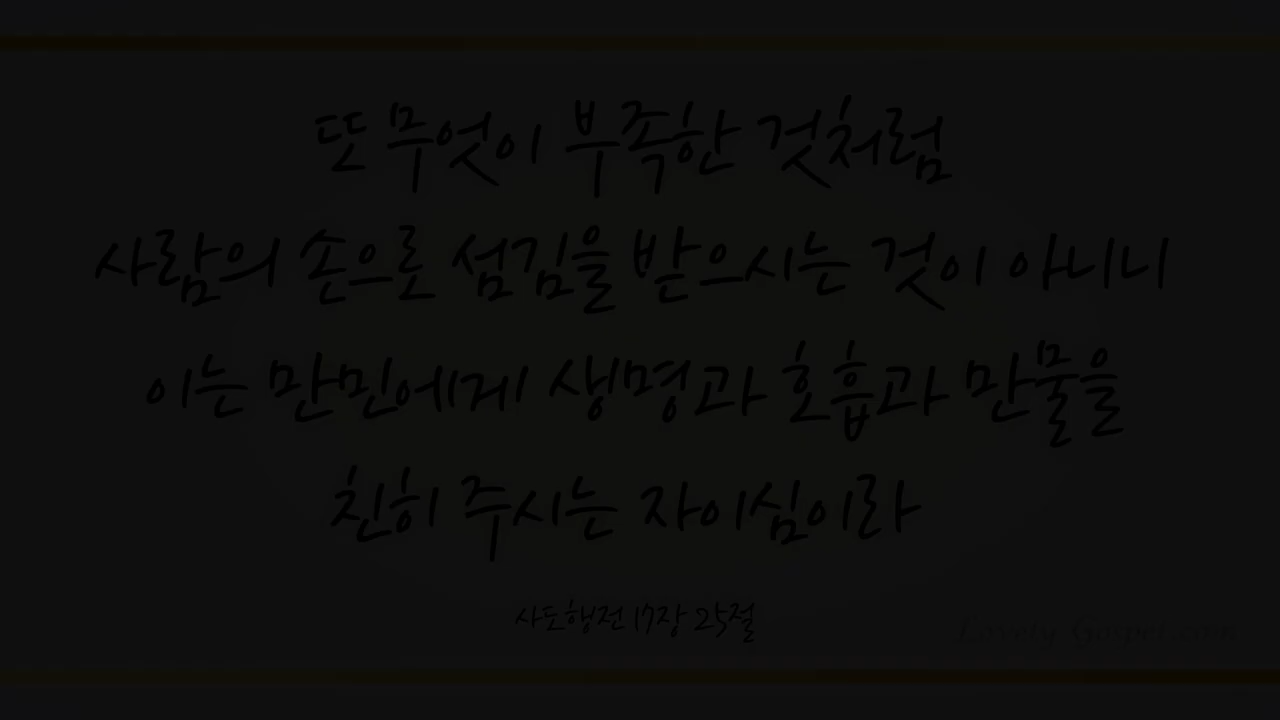 또 무엇이 부족한 것처럼
사람의 손으로 섬김을 받으시는 것이 아니니
이는 만민에게 생명과 호흡과 만물을
친히 주시는 자이심이라
사도행전 17장 25절
Lovely Gospel.com